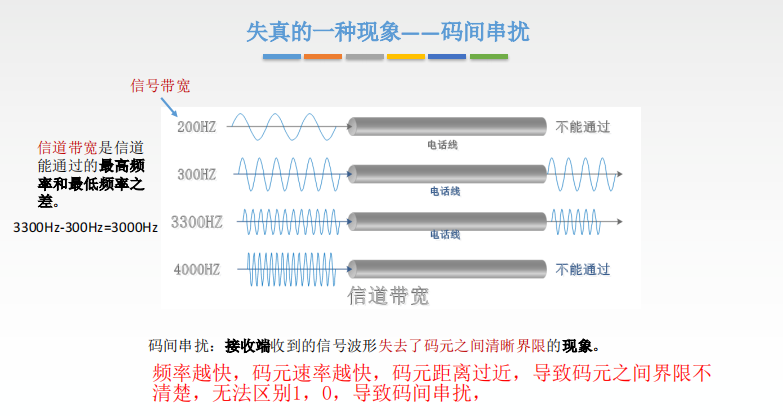 失真的一种现象——码间串扰
信号带宽
200HZ
不能通过
电话线
信道带宽是信道
能通过的最高频
率和最低频率之
差。
300HZ
电话线
3300Hz-300Hz=3000Hz
3300HZ
电话线
4000HZ
不能通过
信道带宽
码间串扰：接收端收到的信号波形失去了码元之间清晰界限的现象。
频率越快，码元速率越快，码元距离过近，导致码元之间界限不
清楚，无法区别1，0，导致码间串扰，